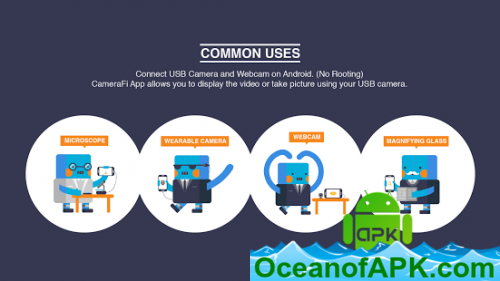 COMMON USES
Connect USB Camera and Webcam on Android. (No Rooting)
CameraFi App allows you to display the video or take picture using your USB camera.
MICROSCOPE
WEARABLE CAMERA
WEBCAM
MAGNIFYING GLASS
apk
OceanofAPK.com